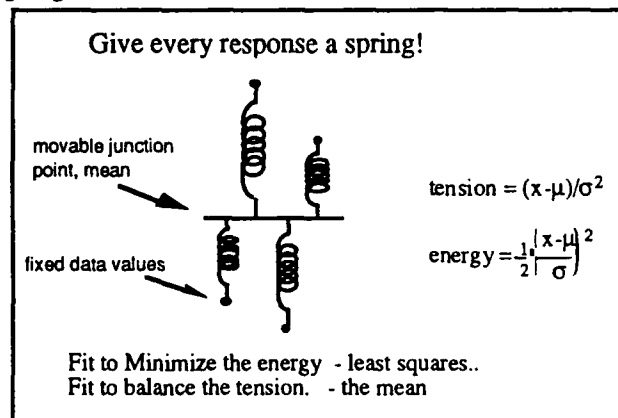 Give every response a spring!
movable junction
point, mean
tension = (x-μ)/σ²
fixed data values
energy = ½ (x-μ / σ)²
Fit to Minimize the energy - least squares..
Fit to balance the tension. - the mean